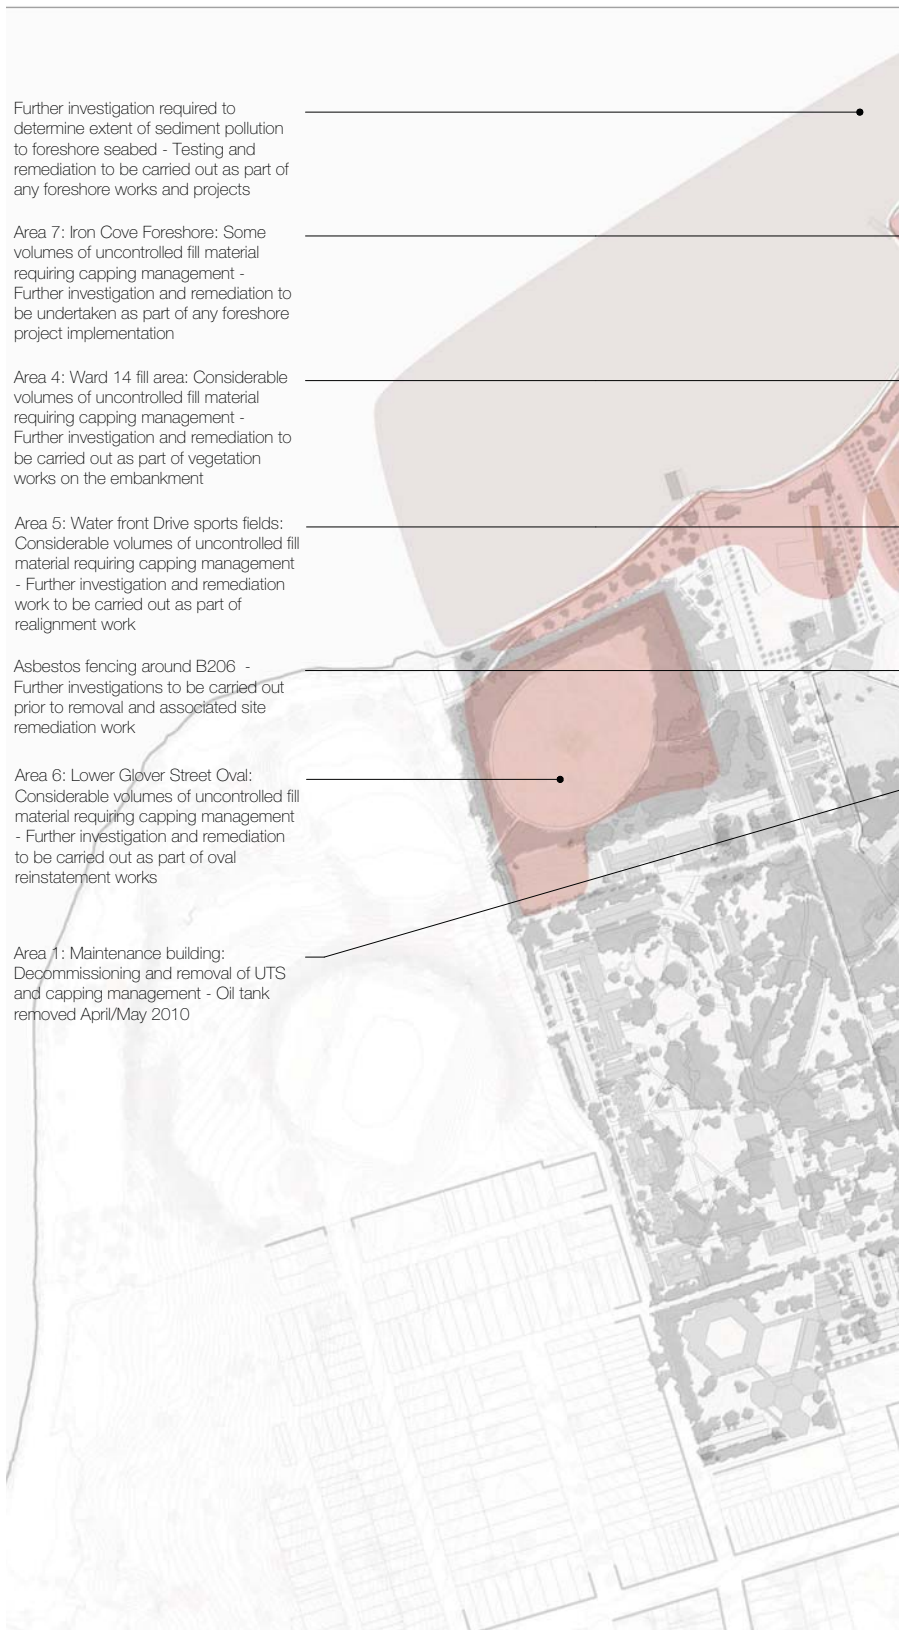 Further investigation required to
determine extent of sediment pollution
to foreshore seabed - Testing and
remediation to be carried out as part of
any foreshore works and projects
Area 7: Iron Cove Foreshore: Some
volumes of uncontrolled fill material
requiring capping management -
Further investigation and remediation to
be undertaken as part of any foreshore
project implementation
Area 4: Ward 14 fill area: Considerable
volumes of uncontrolled fill material
requiring capping management -
Further investigation and remediation to
be carried out as part of vegetation
works on the embankment
Area 5: Water front Drive sports fields:
Considerable volumes of uncontrolled fill
material requiring capping management
- Further investigation and remediation
work to be carried out as part of
realignment work
Asbestos fencing around B206 -
Further investigations to be carried out
prior to removal and associated site
remediation work
Area 6: Lower Glover Street Oval:
Considerable volumes of uncontrolled fill
material requiring capping management
- Further investigation and remediation
to be carried out as part of oval
reinstatement works
Area 1: Maintenance building:
Decommissioning and removal of UTS
and capping management - Oil tank
removed April/May 2010